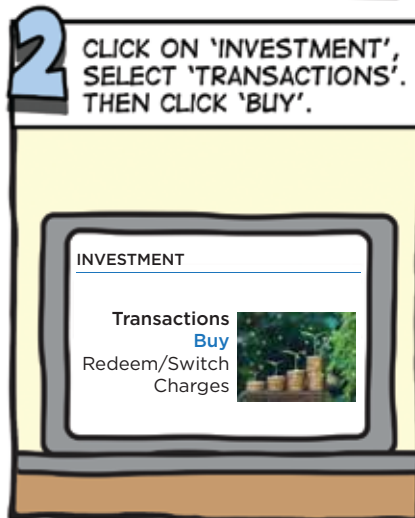 2
CLICK ON 'INVESTMENT',
SELECT 'TRANSACTIONS'.
THEN CLICK 'BUY'.
INVESTMENT
Transactions
Buy
Redeem/Switch
Charges